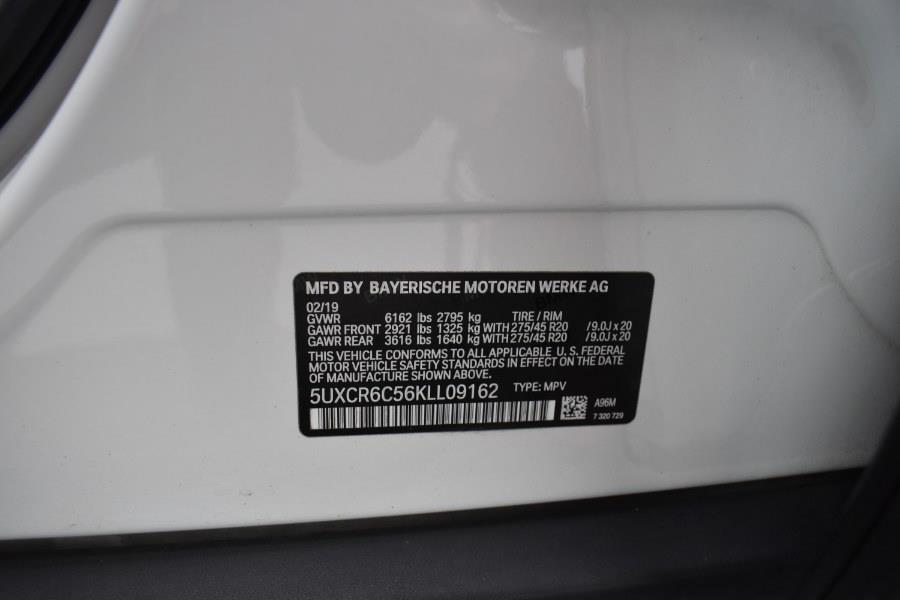 MFD BY BAYERISCHE MOTOREN WERKE AG
02/19
GVWR 6162 lbs 2795 kg TIRE / RIM
GAWR FRONT 2921 lbs 1325 kg WITH 275/45 R20 /9.0J x 20
GAWR REAR 3616 lbs 1640 kg WITH 275/45 R20 /9.0J x 20
THIS VEHICLE CONFORMS TO ALL APPLICABLE U. S. FEDERAL
MOTOR VEHICLE SAFETY STANDARDS IN EFFECT ON THE
DATE OF MANUFACTURE SHOWN ABOVE.
5UXCR6C56KLL09162 TYPE: MPV
A96M
7 320 729